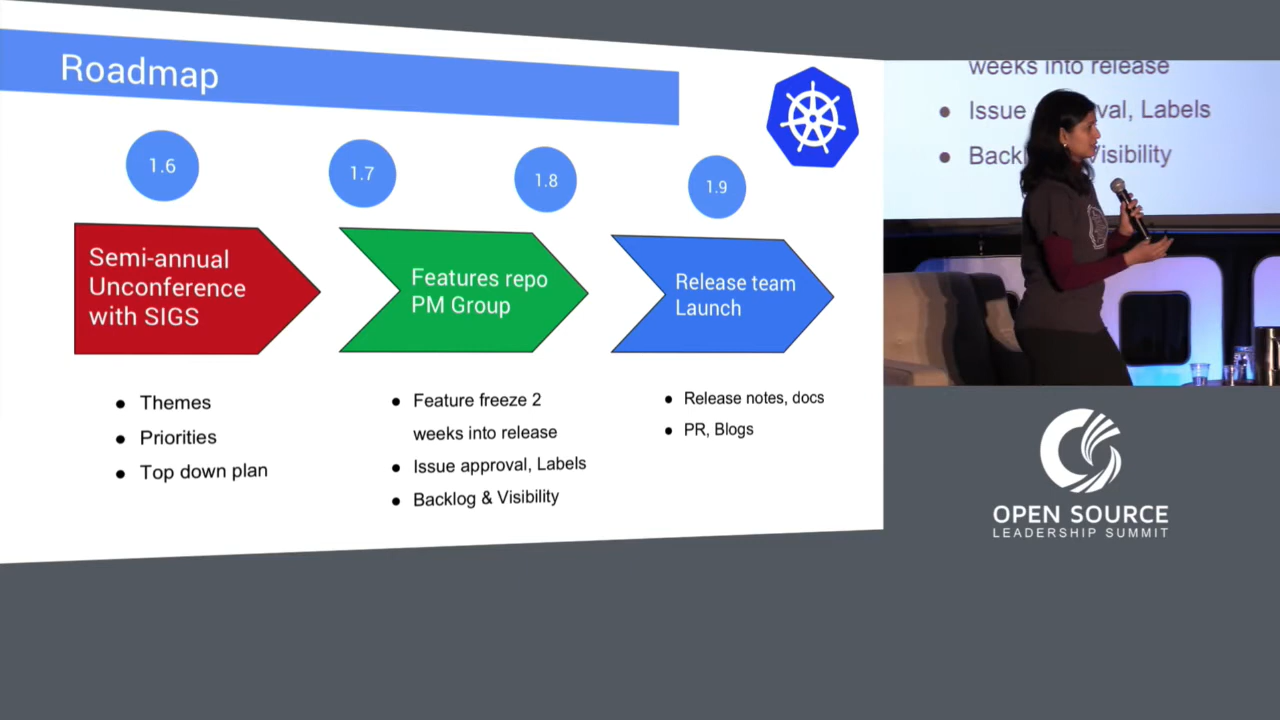 Roadmap
1.6
1.7
1.8
1.9
Semi-annual
Unconference
with SIGS
Features repo
PM Group
Release team
Launch
● Themes
● Priorities
● Top down plan
● Feature freeze 2
weeks into release
● Issue approval, Labels
● Backlog & Visibility
● Release notes, docs
● PR, Blogs
weeks into release
● Issue val, Labels
● Back Visibility
OPEN SOURCE
LEADERSHIP SUMMIT